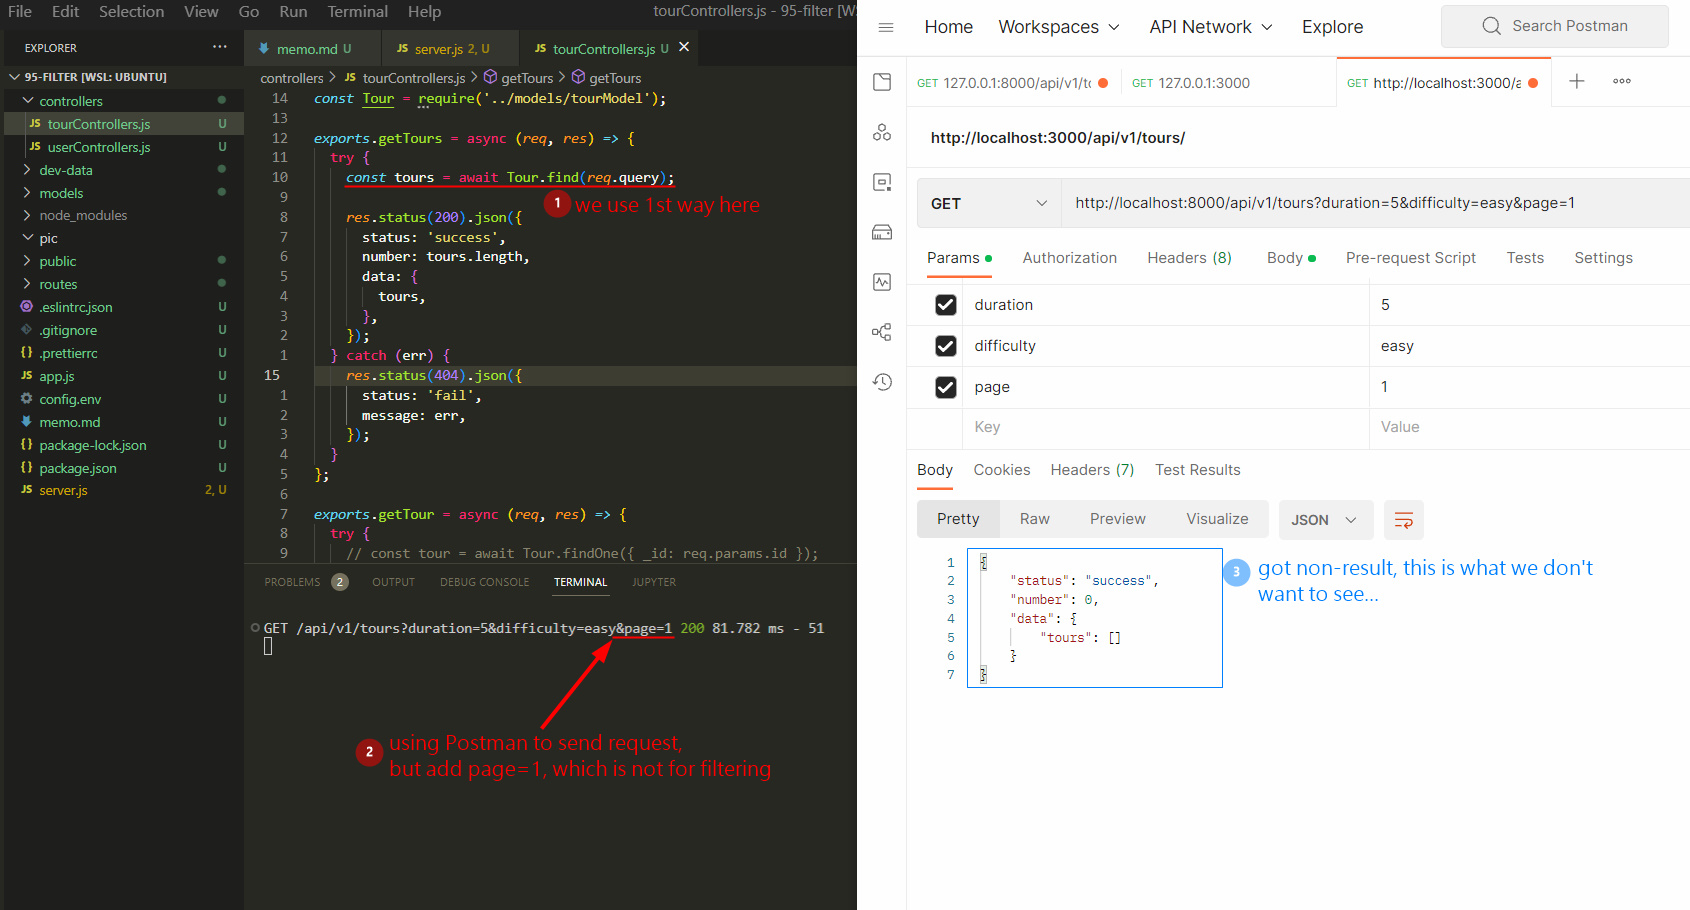 File Edit Selection View Go Run Terminal Help tourControllers.js - 95-filter [WS
EXPLORER ...
95-FILTER [WSL: UBUNTU]
controllers
JS tourControllers.js U
JS userControllers.js U
dev-data
models
node_modules
pic
public
routes
.eslintrc.json U
.gitignore U
{} .prettierrc U
JS app.js U
config.env U
memo.md U
{} package-lock.json U
{} package.json U
JS server.js 2, U
memo.md U JS server.js 2, U JS tourControllers.js U
controllers > JS tourControllers.js > getTours > getTours
14 const Tour = require('../models/tourModel');
13
12 exports.getTours = async (req, res) => {
11 try {
10 const tours = await Tour.find(req.query);
9
1 we use 1st way here
8 res.status(200).json({
7 status: 'success',
6 number: tours.length,
5 data: {
4 tours,
3 },
2 });
1 } catch (err) {
15 res.status(404).json({
1 status: 'fail',
2 message: err,
3 });
4 }
5 };
6
7 exports.getTour = async (req, res) => {
8 try {
9 // const tour = await Tour.findOne({ _id: req.params.id });
PROBLEMS 2 OUTPUT DEBUG CONSOLE TERMINAL JUPYTER
GET /api/v1/tours?duration=5&difficulty=easy&page=1 200 81.782 ms - 51
2 using Postman to send request,
but add page=1, which is not for filtering
Home Workspaces API Network Explore Search Postman
GET 127.0.0.1:8000/api/v1/to GET 127.0.0.1:3000 GET http://localhost:3000/a + ooo
http://localhost:3000/api/v1/tours/
GET http://localhost:8000/api/v1/tours?duration=5&difficulty=easy&page=1
Params Authorization Headers (8) Body Pre-request Script Tests Settings
duration 5
difficulty easy
page 1
Key Value
Body Cookies Headers (7) Test Results
Pretty Raw Preview Visualize JSON
1 {
2 "status": "success",
3 "number": 0,
4 "data": {
5 "tours": []
6 }
7 }
3 got non-result, this is what we don't
want to see...